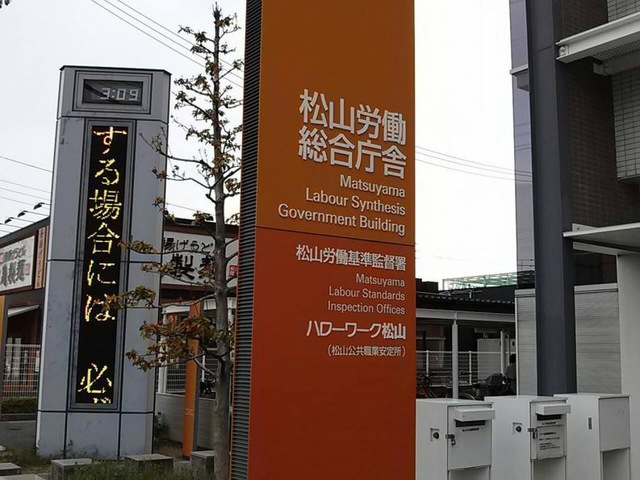 3:09
する場合には 必ず
松山労働
総合庁舎
Matsuyama
Labour Synthesis
Government Building
松山労働基準監督署
Matsuyama
Labour Standards
Inspection Offices
ハローワーク松山
(松山公共職業安定所)